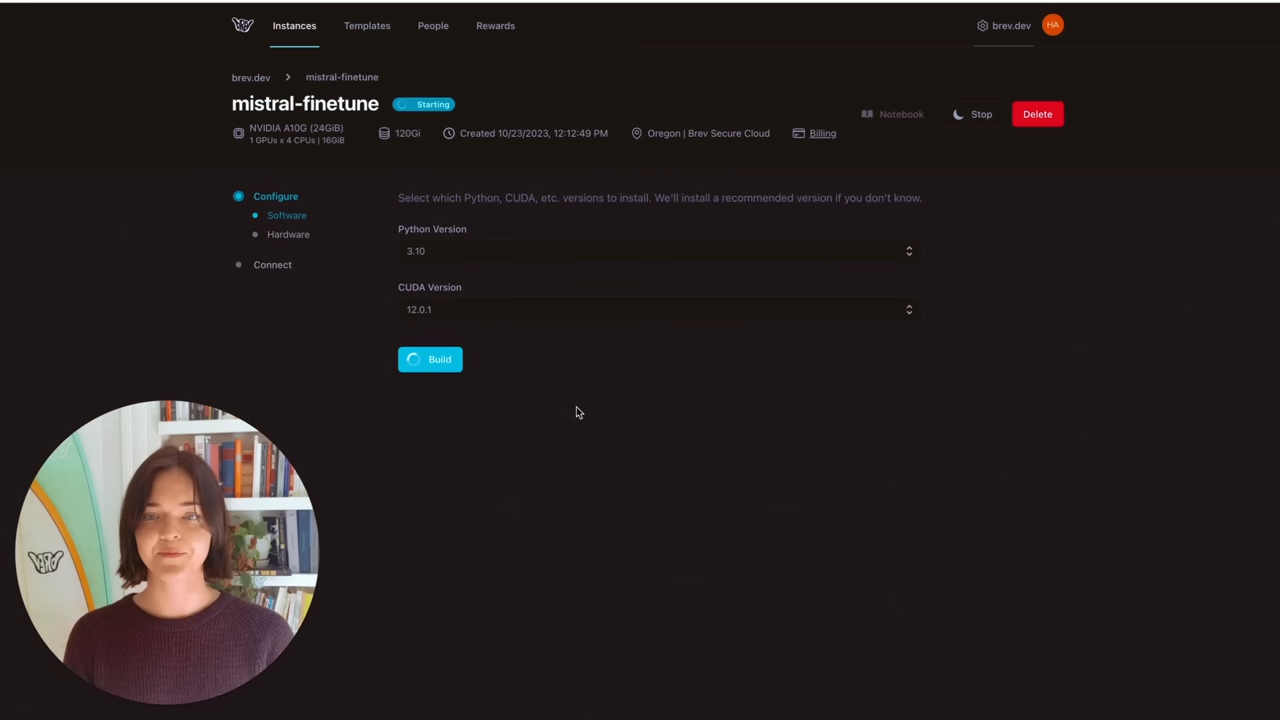 Instances Templates People Rewards brev.dev HA
brev.dev > mistral-finetune
mistral-finetune Starting
NVIDIA A10G (24GiB)
1 GPUs x 4 CPUs | 16GiB
120Gi
Created 10/23/2023, 12:12:49 PM
Oregon | Brev Secure Cloud
Billing
Notebook
Stop
Delete
Configure
Software
Hardware
Connect
Select which Python, CUDA, etc. versions to install. We'll install a recommended version if you don't know.
Python Version
3.10
CUDA Version
12.0.1
Build